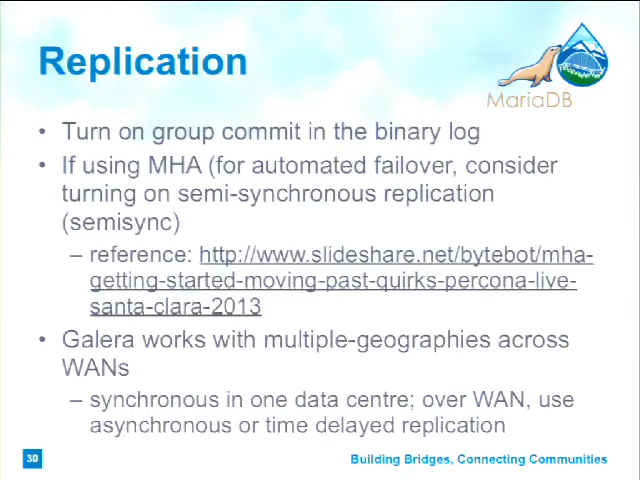 Replication
MariaDB
• Turn on group commit in the binary log
• If using MHA (for automated failover, consider
turning on semi-synchronous replication
(semisync)
– reference: http://www.slideshare.net/bytebot/mha-
getting-started-moving-past-quirks-percona-live-
santa-clara-2013
• Galera works with multiple-geographies across
WANs
– synchronous in one data centre; over WAN, use
asynchronous or time delayed replication
30
Building Bridges, Connecting Communities